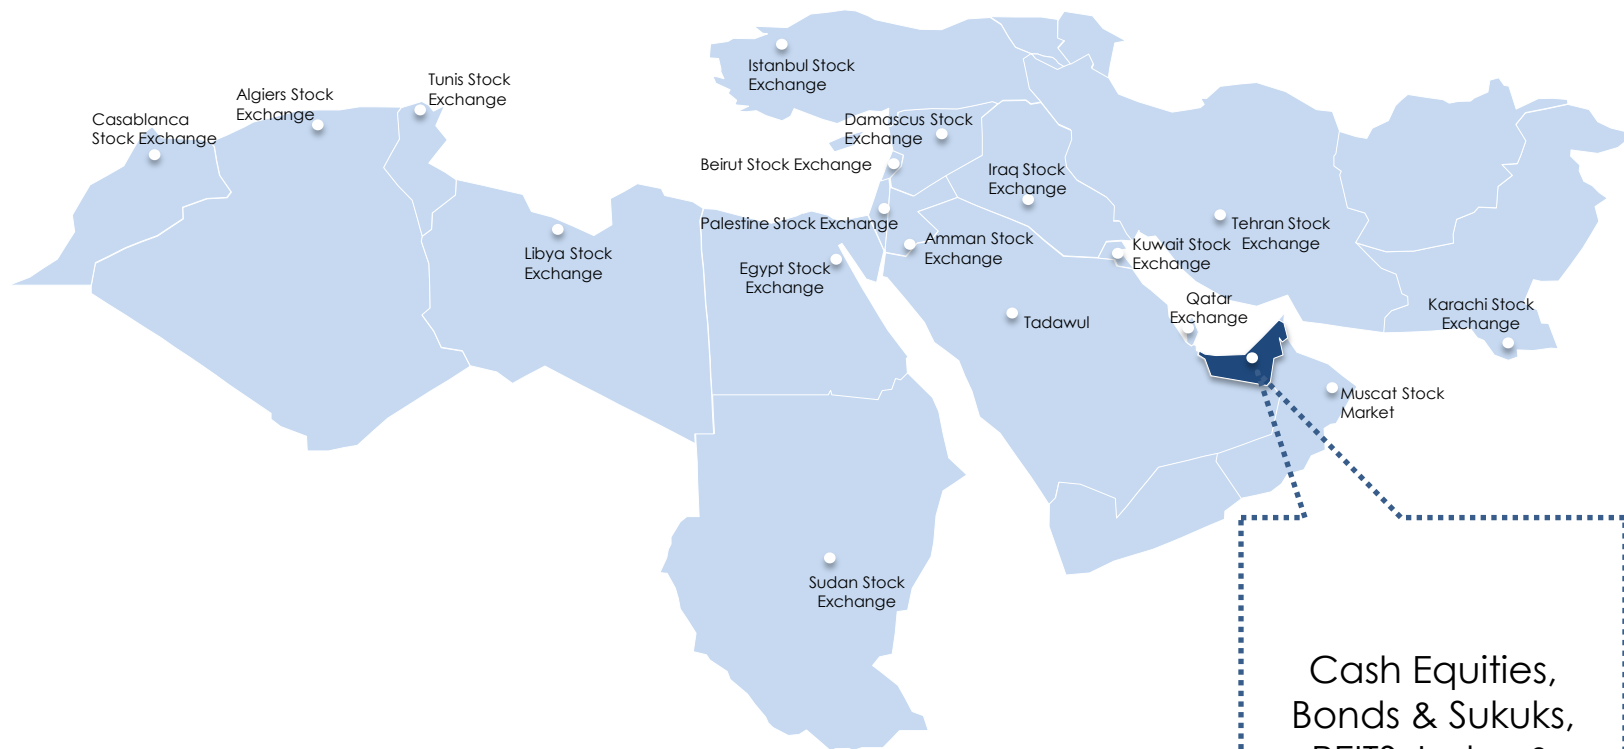 Istanbul Stock
Exchange
Tunis Stock
Exchange
Algiers Stock
Exchange
Casablanca
Stock Exchange
Damascus Stock
Exchange
Beirut Stock Exchange
Iraq Stock
Exchange
Palestine Stock Exchange
Tehran Stock
Exchange
Amman Stock
Exchange
Kuwait Stock
Exchange
Libya Stock
Exchange
Egypt Stock
Exchange
Qatar
Exchange
Karachi Stock
Exchange
Tadawul
Muscat Stock
Market
Sudan Stock
Exchange
Cash Equities,
Bonds & Sukuks,